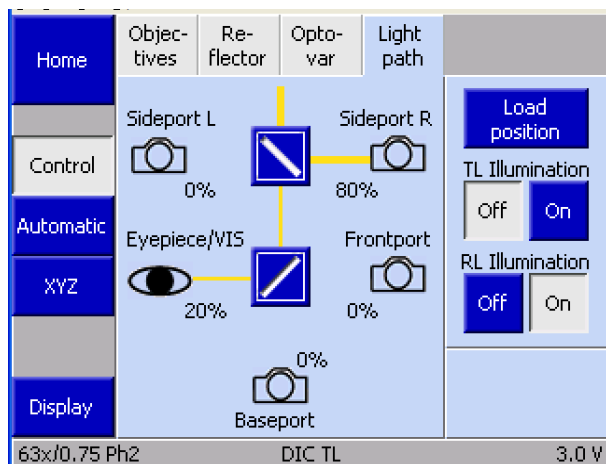 Home
Objec-
tives
Re-
flector
Opto-
var
Light
path
Control
Automatic
XYZ
Display
Sideport L
0%
Sideport R
80%
Eyepiece/VIS
20%
Frontport
0%
0%
Baseport
Load
position
TL Illumination
Off On
RL Illumination
Off On
63x/0.75 Ph2 DIC TL 3.0 V